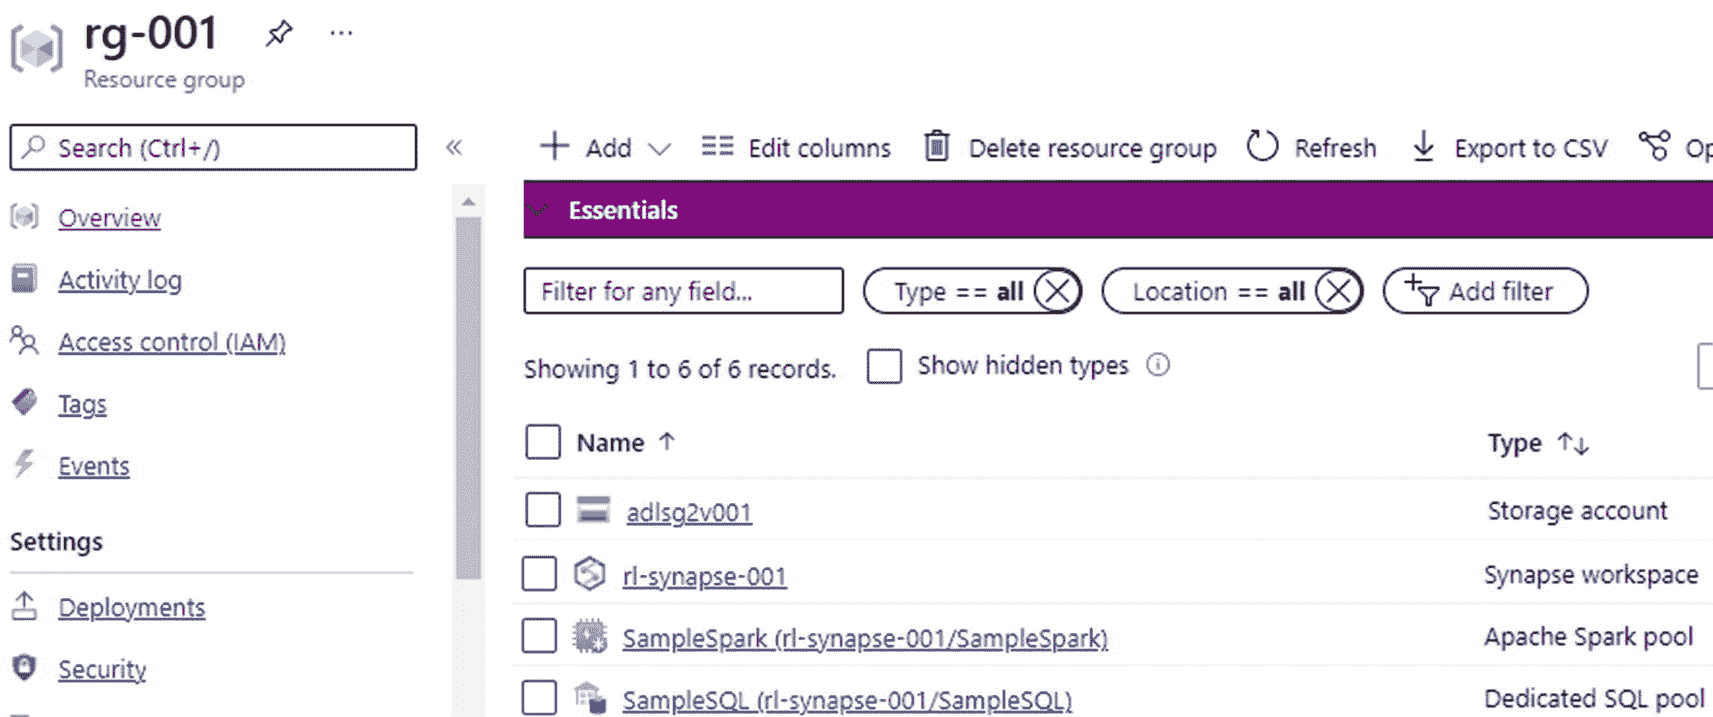 rg-001
...
Resource group
Search (Ctrl+/)
«
Add
Edit columns
Delete resource group
Refresh
Export to CSV
Overview
Activity log
Access control (IAM)
Tags
Events
Settings
Deployments
Security
Essentials
Filter for any field...
Type == all
Location == all
Add filter
Showing 1 to 6 of 6 records.
Show hidden types
Name ↑
Type ↑↓
adlsg2v001
Storage account
rl-synapse-001
Synapse workspace
SampleSpark (rl-synapse-001/SampleSpark)
Apache Spark pool
SampleSQL (rl-synapse-001/SampleSQL)
Dedicated SQL pool